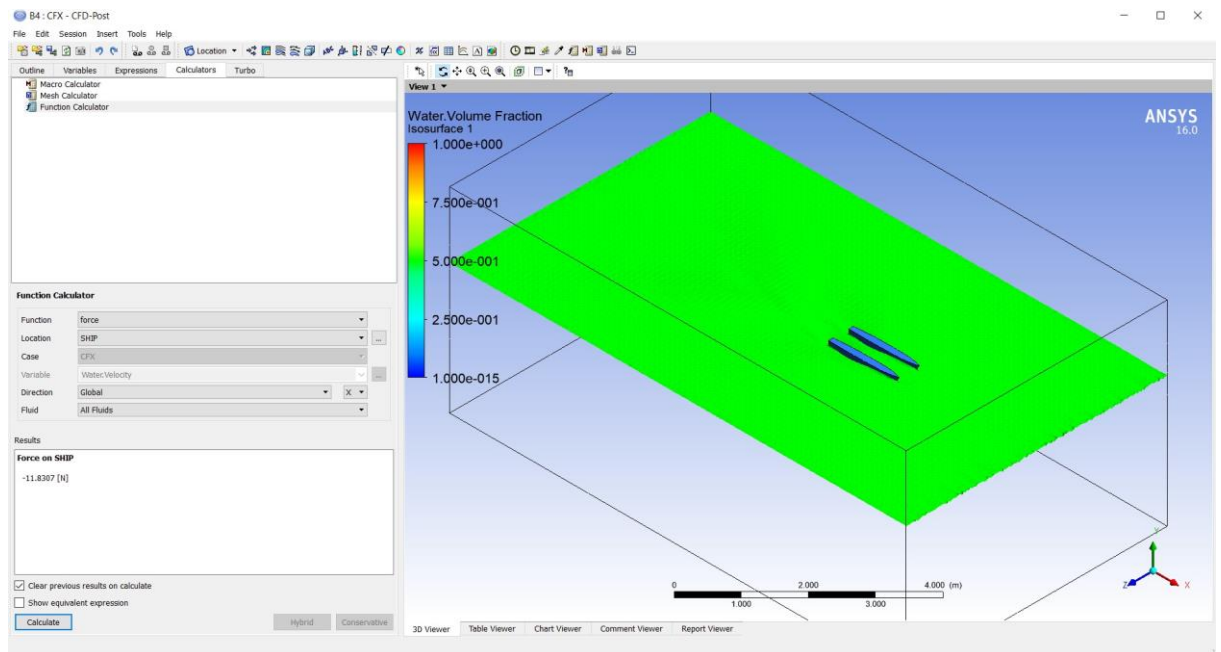 B4 : CFX - CFD-Post
File Edit Session Insert Tools Help
Location
Outline Variables Expressions Calculators Turbo
Macro Calculator
Mesh Calculator
Function Calculator
Function Calculator
Function force
Location SHIP ...
Case CFX
Variable Water.Velocity ...
Direction Global X
Fluid All Fluids
Results
Force on SHIP
-11.8307 [N]
Clear previous results on calculate
Show equivalent expression
Calculate Hybrid Conservative
View 1
Water.Volume Fraction
Isosurface 1
1.000e+000
7.500e-001
5.000e-001
2.500e-001
1.000e-015
ANSYS
16.0
0 2.000 4.000 (m)
1.000 3.000
Y
Z X
3D Viewer Table Viewer Chart Viewer Comment Viewer Report Viewer